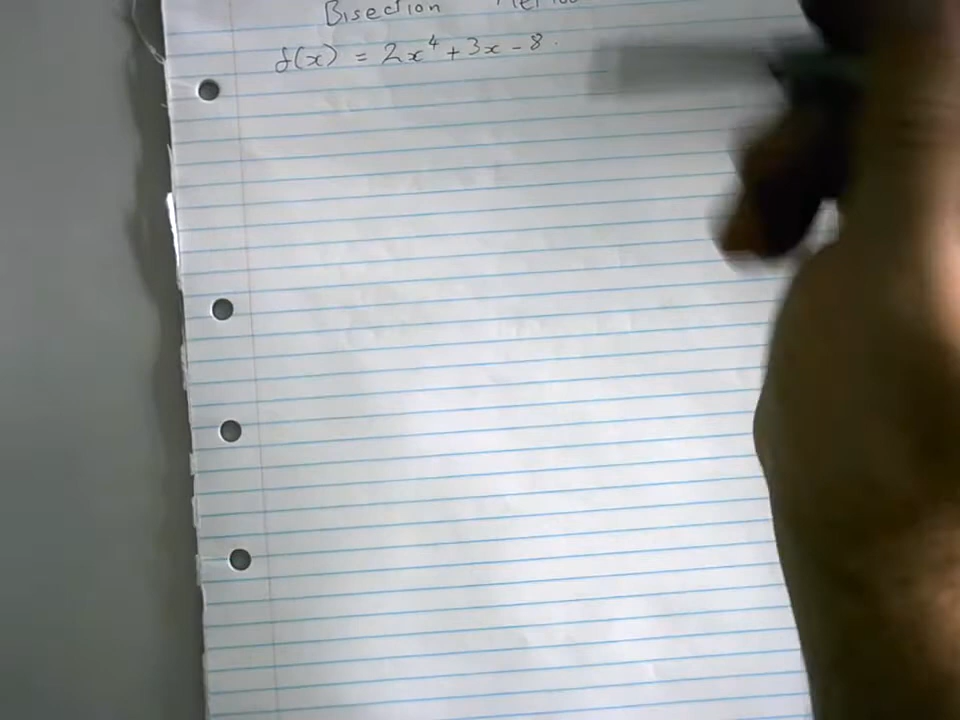 Bisection
f(x) = 2x⁴ + 3x - 8.